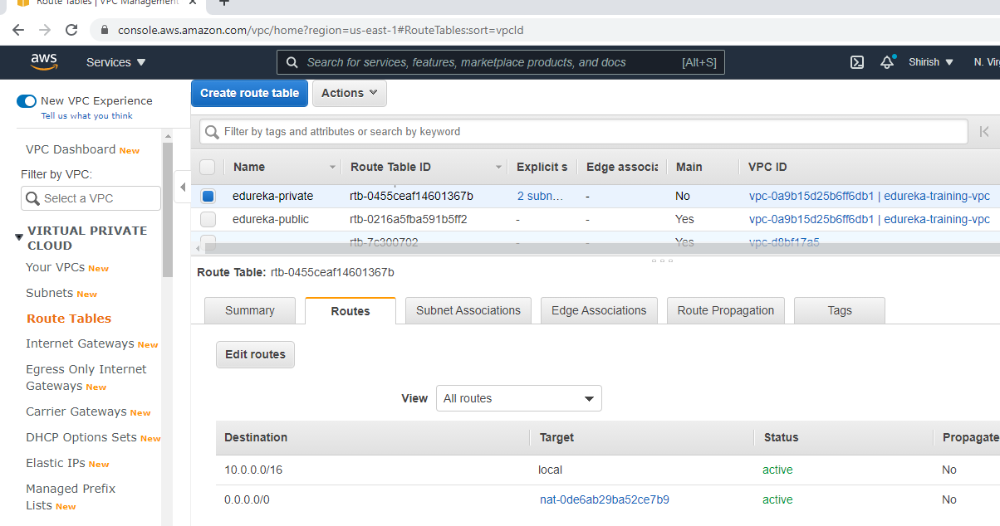 Route Tables | VPC Management
console.aws.amazon.com/vpc/home?region=us-east-1#RouteTables:sort=vpcId
aws Services Search for services, features, marketplace products, and docs [Alt+S] Shirish N. Vir
New VPC Experience
Tell us what you think
VPC Dashboard New
Filter by VPC:
Select a VPC
VIRTUAL PRIVATE
CLOUD
Your VPCs New
Subnets New
Route Tables
Internet Gateways New
Egress Only Internet
Gateways New
Carrier Gateways New
DHCP Options Sets New
Elastic IPs New
Managed Prefix
Lists New
Create route table Actions
Filter by tags and attributes or search by keyword
Name Route Table ID Explicit s Edge associa Main VPC ID
edureka-private rtb-0455ceaf14601367b 2 subn... - No vpc-0a9b15d25b6ff6db1 | edureka-training-vpc
edureka-public rtb-0216a5fba591b5ff2 - - Yes vpc-0a9b15d25b6ff6db1 | edureka-training-vpc
rtb-7c300702 - - Yes vpc-d8bf17a5
Route Table: rtb-0455ceaf14601367b
Summary Routes Subnet Associations Edge Associations Route Propagation Tags
Edit routes
View All routes
Destination Target Status Propagate
10.0.0.0/16 local active No
0.0.0.0/0 nat-0de6ab29ba52ce7b9 active No